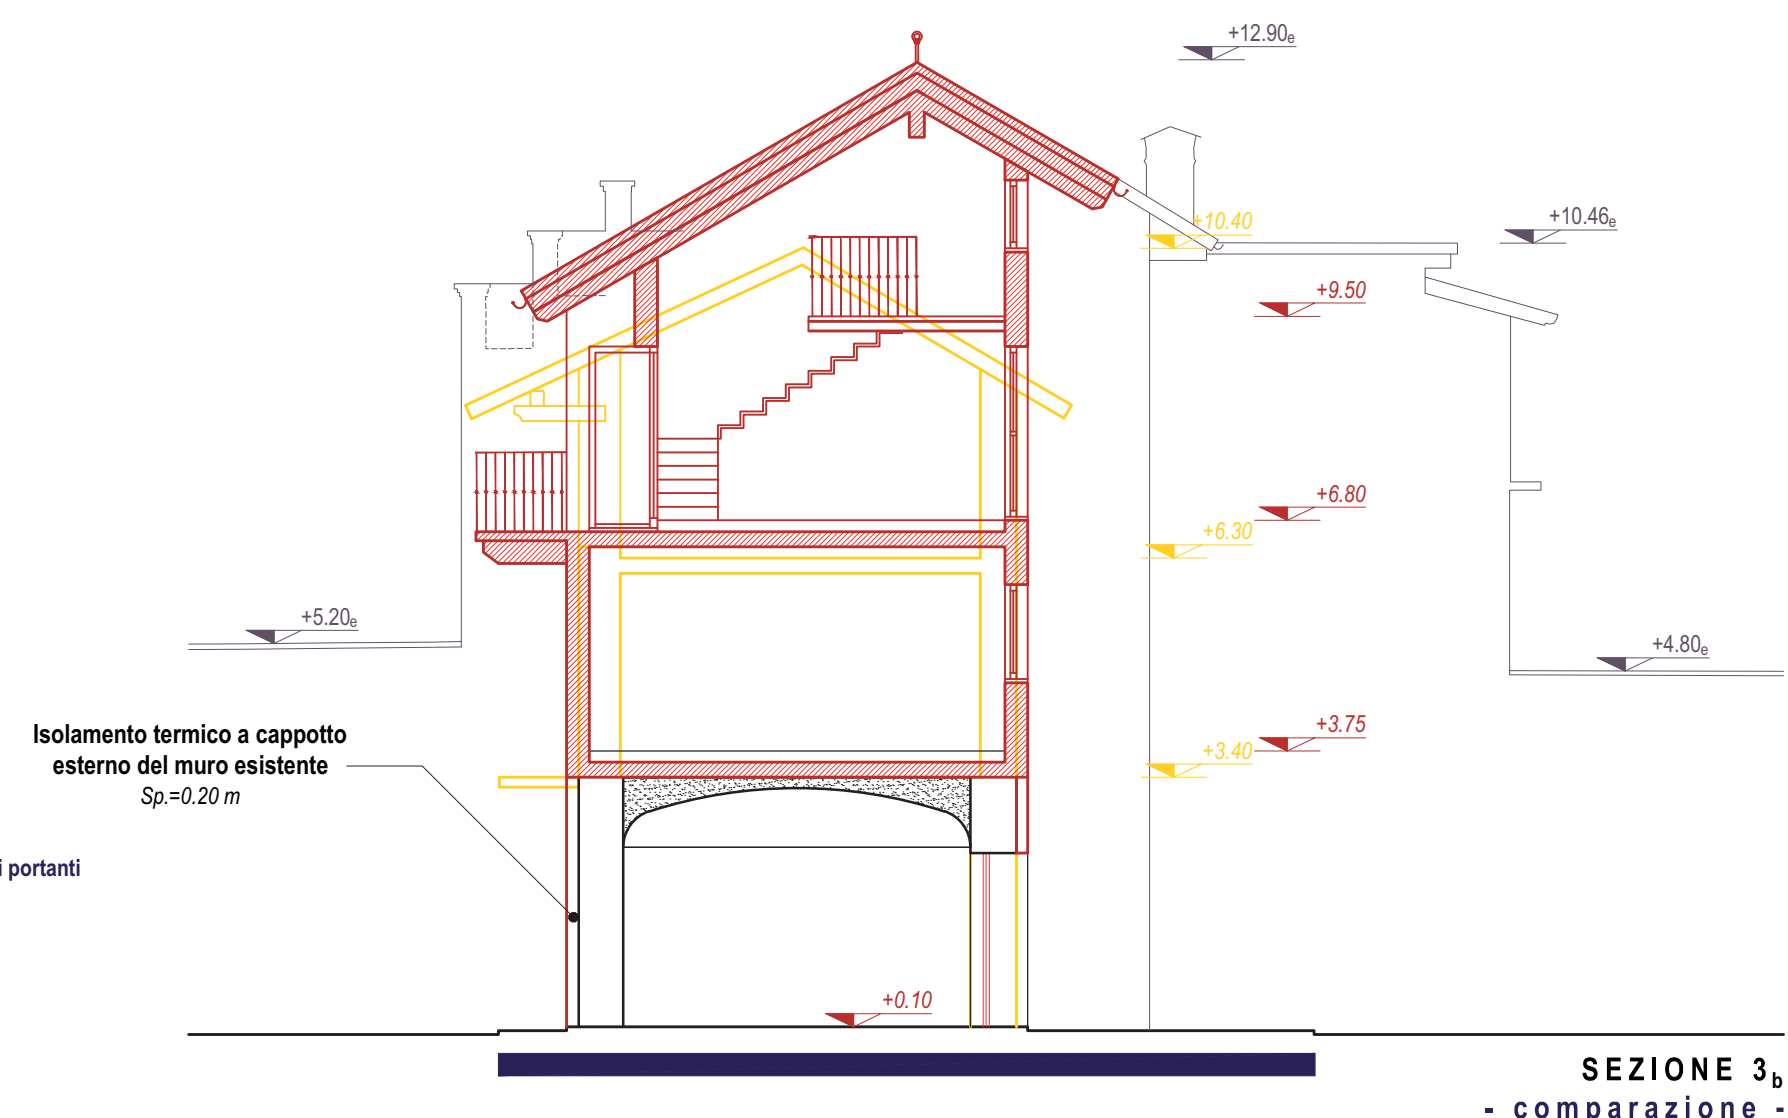 +12.90e
+10.40
+10.46e
+9.50
+6.80
+6.30
+5.20e
+4.80e
Isolamento termico a cappotto
esterno del muro esistente
Sp.=0.20 m
+3.75
+3.40
i portanti
+0.10
SEZIONE 3b
- comparazione -